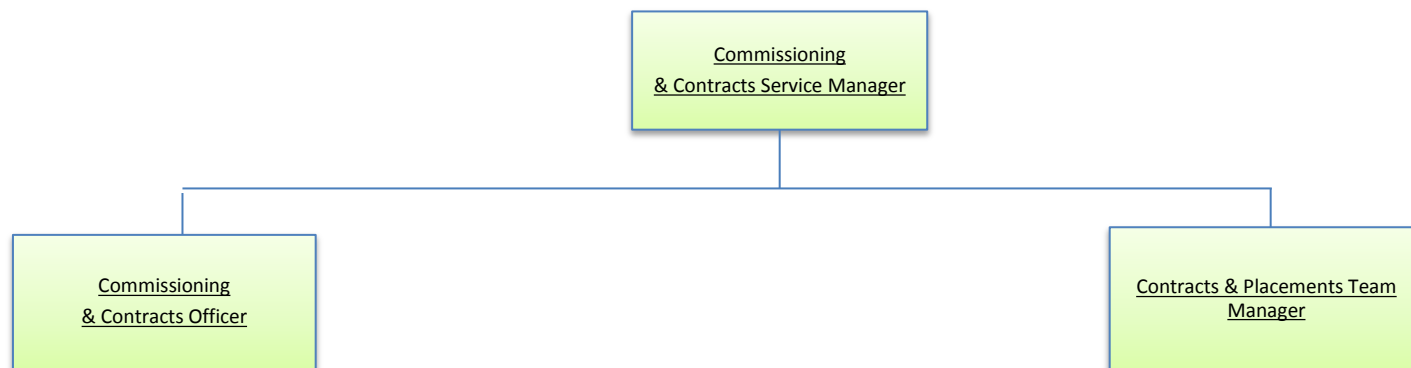 Commissioning
& Contracts Service Manager
Commissioning
& Contracts Officer
Contracts & Placements Team
Manager